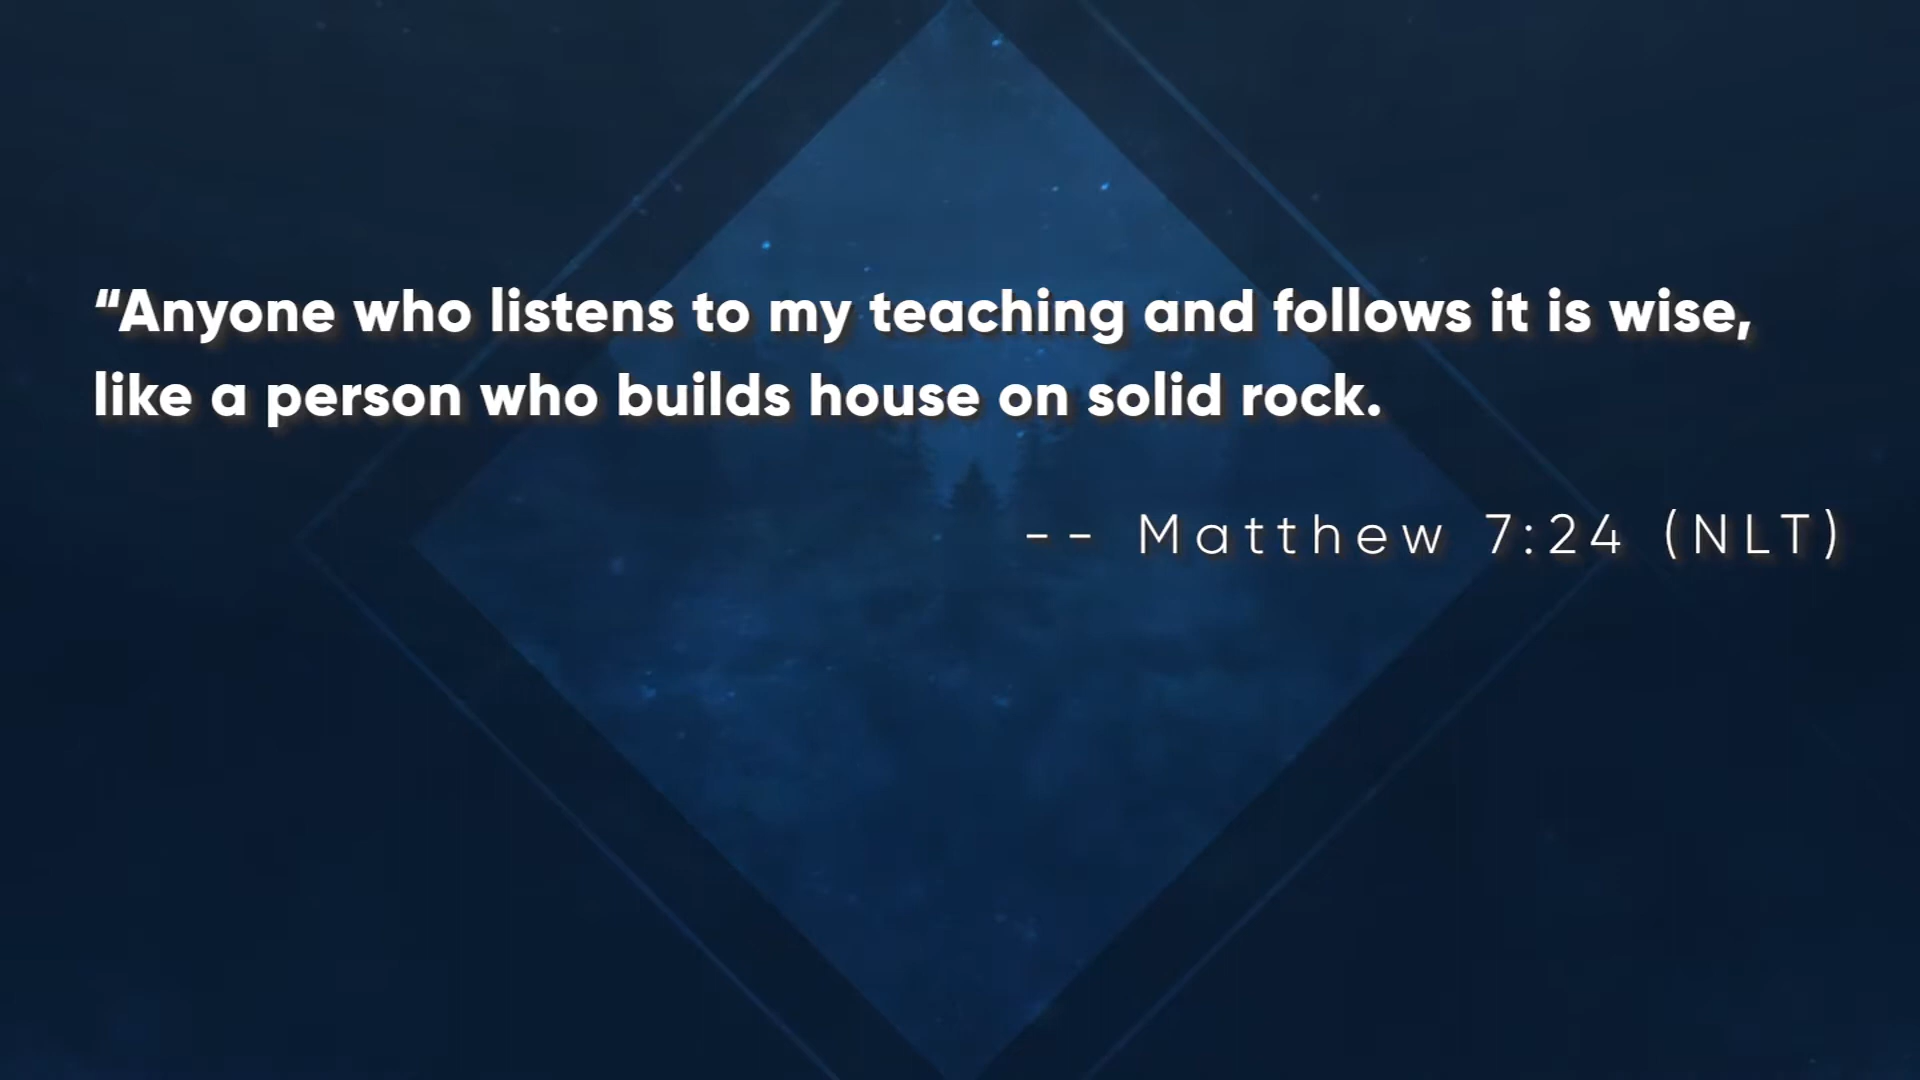 “Anyone who listens to my teaching and follows it is wise,
like a person who builds house on solid rock.
-- Matthew 7:24 (NLT)